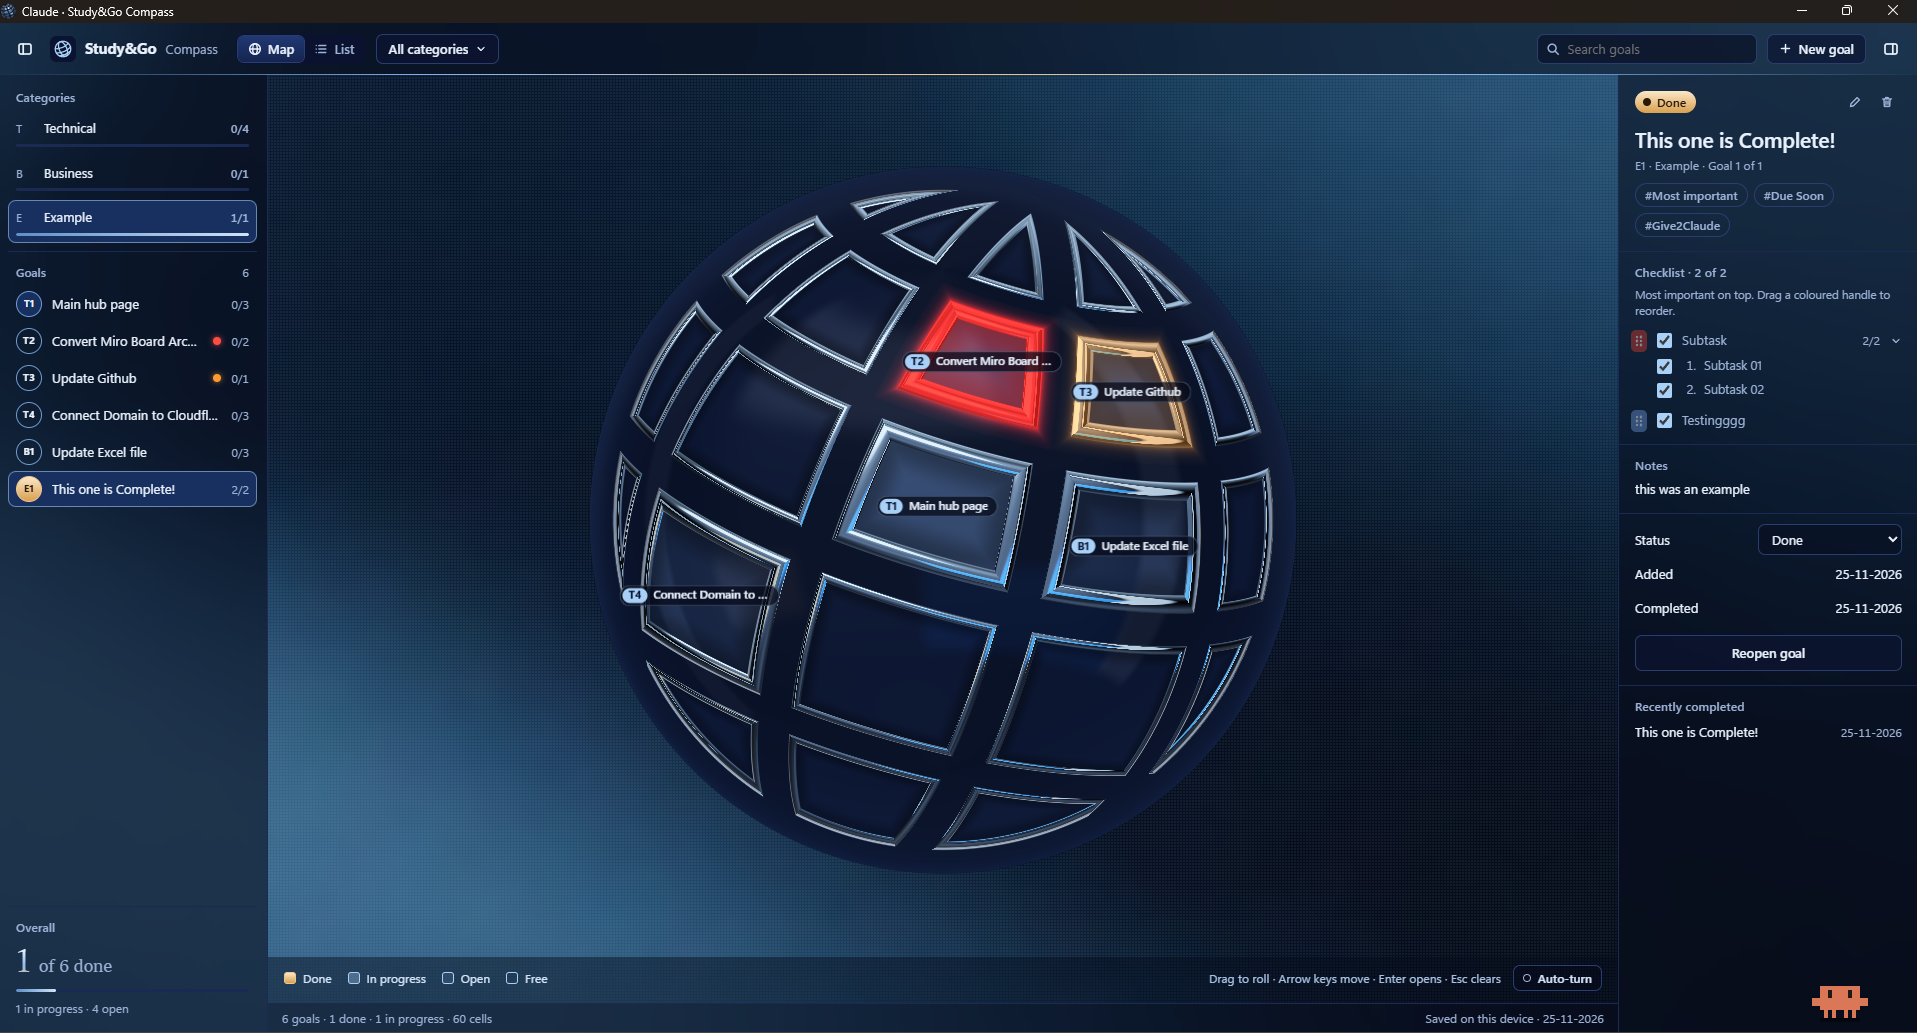 Claude · Study&Go Compass
Study&Go Compass
Map
List
All categories
Search goals
+ New goal
Categories
T Technical 0/4
B Business 0/1
E Example 1/1
Goals 6
T1 Main hub page 0/3
T2 Convert Miro Board Arc... 0/2
T3 Update Github 0/1
T4 Connect Domain to Cloudfl... 0/3
B1 Update Excel file 0/3
E1 This one is Complete! 2/2
Overall
1 of 6 done
1 in progress · 4 open
T2 Convert Miro Board ...
T3 Update Github
T1 Main hub page
B1 Update Excel file
T4 Connect Domain to ...
Done In progress Open Free
Drag to roll · Arrow keys move · Enter opens · Esc clears
Auto-turn
6 goals · 1 done · 1 in progress · 60 cells
Saved on this device · 25-11-2026
Done
This one is Complete!
E1 · Example · Goal 1 of 1
#Most important #Due Soon
#Give2Claude
Checklist · 2 of 2
Most important on top. Drag a coloured handle to
reorder.
Subtask 2/2
1. Subtask 01
2. Subtask 02
Testingggg
Notes
this was an example
Status Done
Added 25-11-2026
Completed 25-11-2026
Reopen goal
Recently completed
This one is Complete! 25-11-2026